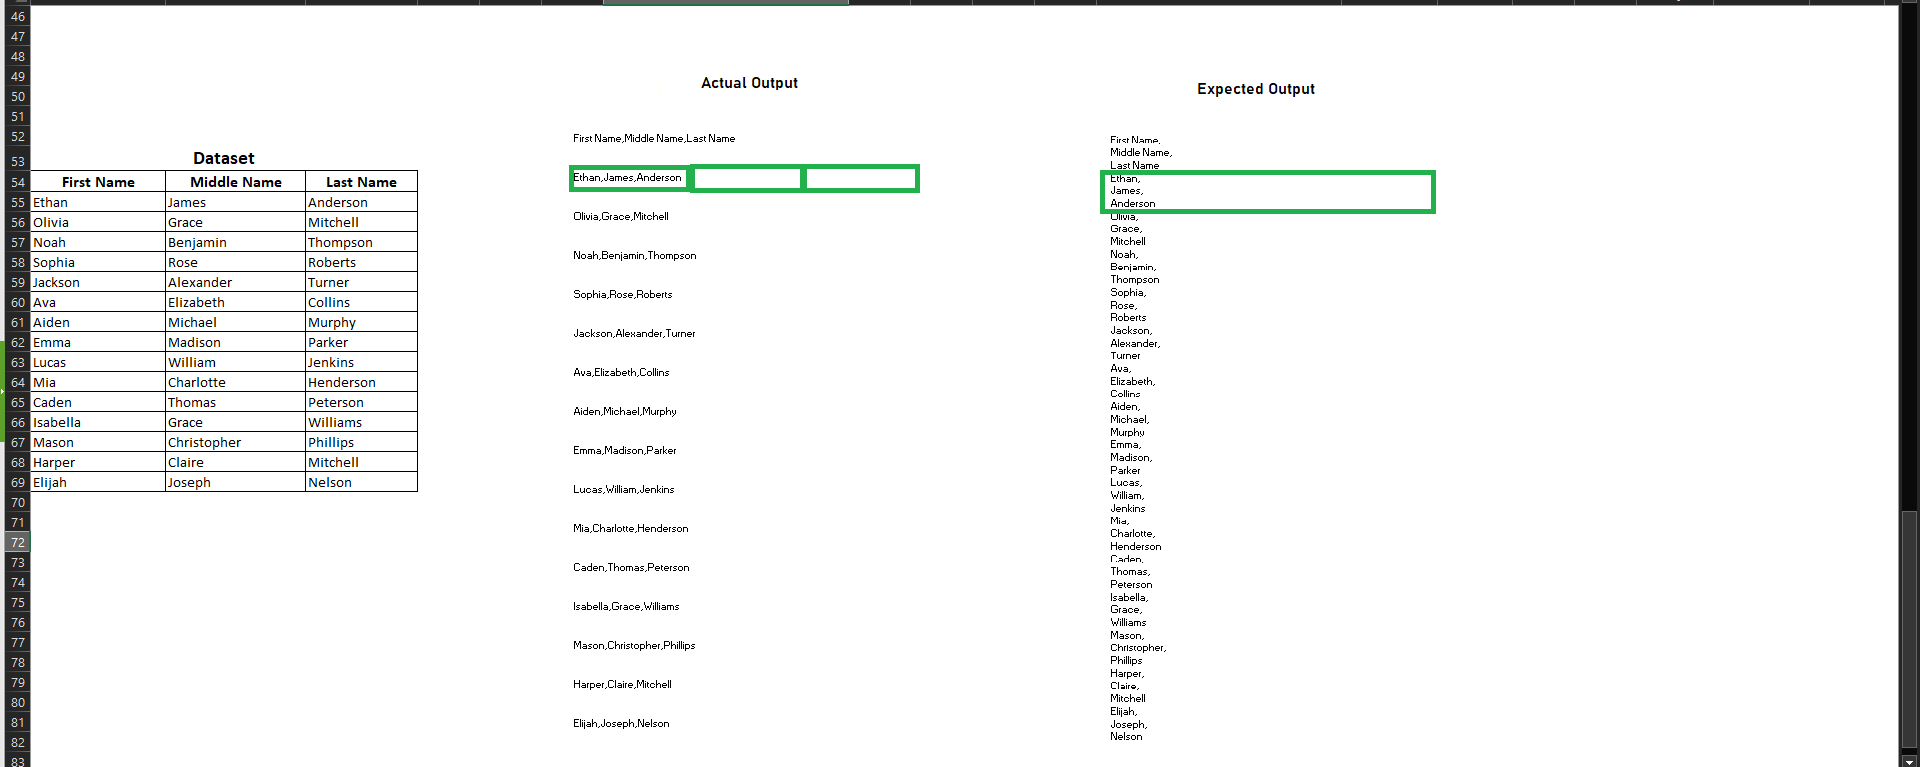 46
47
48
49
50
51
52
53
54
55
56
57
58
59
60
61
62
63
64
65
66
67
68
69
70
71
72
73
74
75
76
77
78
79
80
81
82
83
Dataset
First Name Middle Name Last Name
Ethan James Anderson
Olivia Grace Mitchell
Noah Benjamin Thompson
Sophia Rose Roberts
Jackson Alexander Turner
Ava Elizabeth Collins
Aiden Michael Murphy
Emma Madison Parker
Lucas William Jenkins
Mia Charlotte Henderson
Caden Thomas Peterson
Isabella Grace Williams
Mason Christopher Phillips
Harper Claire Mitchell
Elijah Joseph Nelson
Actual Output
First Name,Middle Name,Last Name
Ethan,James,Anderson
Olivia,Grace,Mitchell
Noah,Benjamin,Thompson
Sophia,Rose,Roberts
Jackson,Alexander,Turner
Ava,Elizabeth,Collins
Aiden,Michael,Murphy
Emma,Madison,Parker
Lucas,William,Jenkins
Mia,Charlotte,Henderson
Caden,Thomas,Peterson
Isabella,Grace,Williams
Mason,Christopher,Phillips
Harper,Claire,Mitchell
Elijah,Joseph,Nelson
Expected Output
First Name,
Middle Name,
Last Name
Ethan,
James,
Anderson
Olivia,
Grace,
Mitchell
Noah,
Benjamin,
Thompson
Sophia,
Rose,
Roberts
Jackson,
Alexander,
Turner
Ava,
Elizabeth,
Collins
Aiden,
Michael,
Murphy
Emma,
Madison,
Parker
Lucas,
William,
Jenkins
Mia,
Charlotte,
Henderson
Caden,
Thomas,
Peterson
Isabella,
Grace,
Williams
Mason,
Christopher,
Phillips
Harper,
Claire,
Mitchell
Elijah,
Joseph,
Nelson